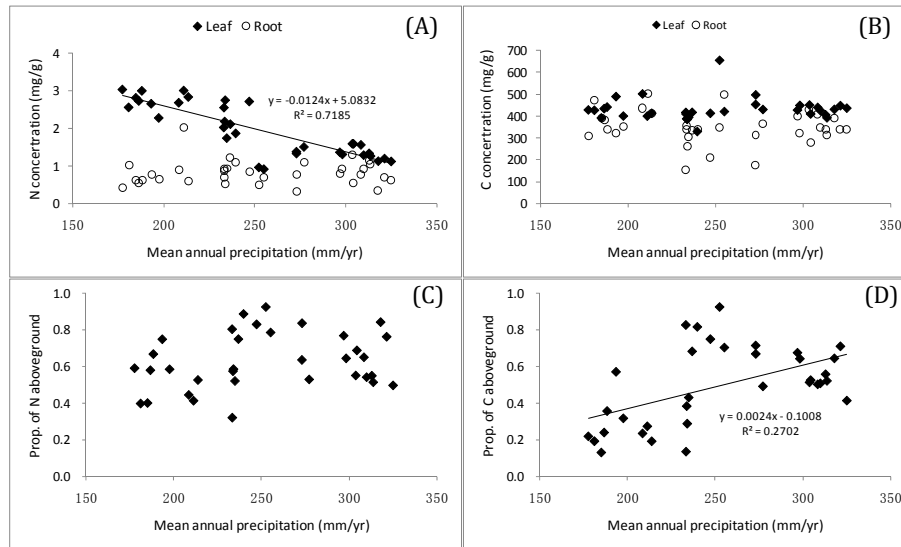 ◆ Leaf ○ Root
(A)
N concertration (mg/g)
4
3
2
1
0
y = -0.0124x + 5.0832
R² = 0.7185
150 200 250 300 350
Mean annual precipitation (mm/yr)
◆ Leaf ○ Root
(B)
C concertration (mg/g)
700
600
500
400
300
200
100
0
150 200 250 300 350
Mean annual precipitation (mm/yr)
(C)
Prop. of N aboveground
1.0
0.8
0.6
0.4
0.2
0.0
150 200 250 300 350
Mean annual precipitation (mm/yr)
(D)
Prop. of C aboveground
1.0
0.8
0.6
0.4
0.2
0.0
y = 0.0024x - 0.1008
R² = 0.2702
150 200 250 300 350
Mean annual precipitation (mm/yr)